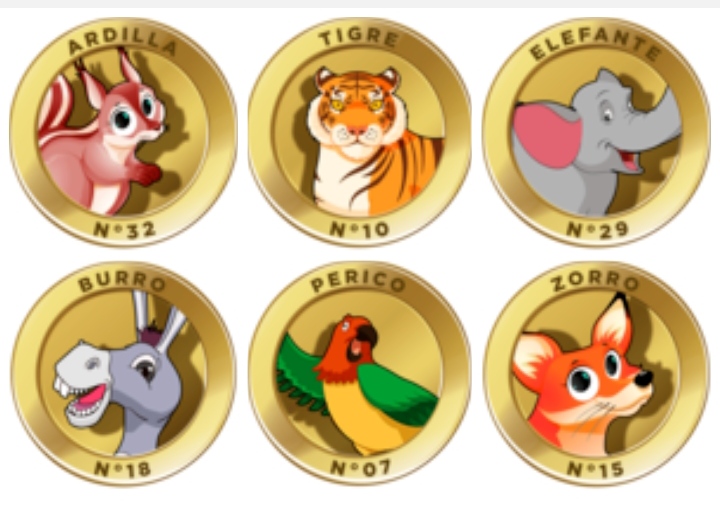 ARDILLA
N°32
TIGRE
N°10
ELEFANTE
N°29
BURRO
N°18
PERICO
N°07
ZORRO
N°15